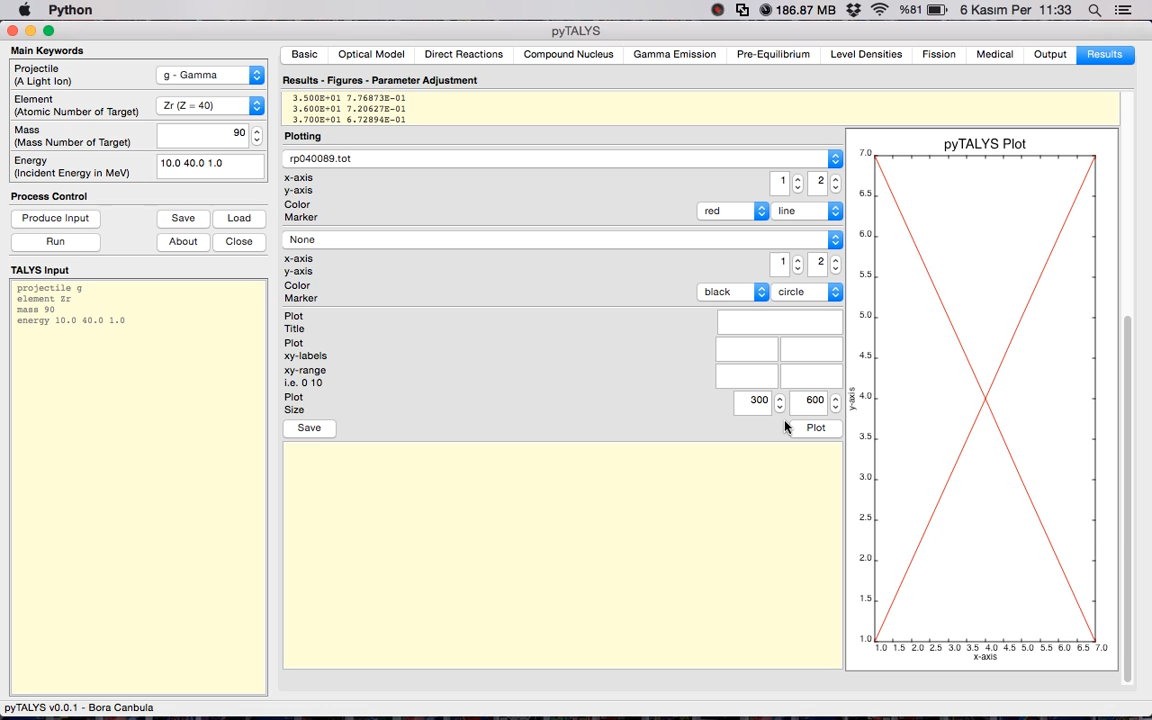 Python
186.87 MB
%81
6 Kasım Per 11:33
pyTALYS
Main Keywords
Projectile
(A Light Ion)
g - Gamma
Element
(Atomic Number of Target)
Zr (Z = 40)
Mass
(Mass Number of Target)
90
Energy
(Incident Energy in MeV)
10.0 40.0 1.0
Process Control
Produce Input
Save
Load
Run
About
Close
TALYS Input
projectile g
element Zr
mass 90
energy 10.0 40.0 1.0
Basic
Optical Model
Direct Reactions
Compound Nucleus
Gamma Emission
Pre-Equilibrium
Level Densities
Fission
Medical
Output
Results
Results - Figures - Parameter Adjustment
3.500E+01 7.76873E-01
3.600E+01 7.20627E-01
3.700E+01 6.72894E-01
Plotting
rp040089.tot
x-axis
y-axis
1
2
Color
Marker
red
line
None
x-axis
y-axis
1
2
Color
Marker
black
circle
Plot
Title
Plot
xy-labels
xy-range
i.e. 0 10
Plot
Size
300
600
Save
Plot
pyTALYS Plot
7.0
6.5
6.0
5.5
5.0
4.5
4.0
3.5
3.0
2.5
2.0
1.5
1.0
y-axis
1.0 1.5 2.0 2.5 3.0 3.5 4.0 4.5 5.0 5.5 6.0 6.5 7.0
x-axis
pyTALYS v0.0.1 - Bora Canbula